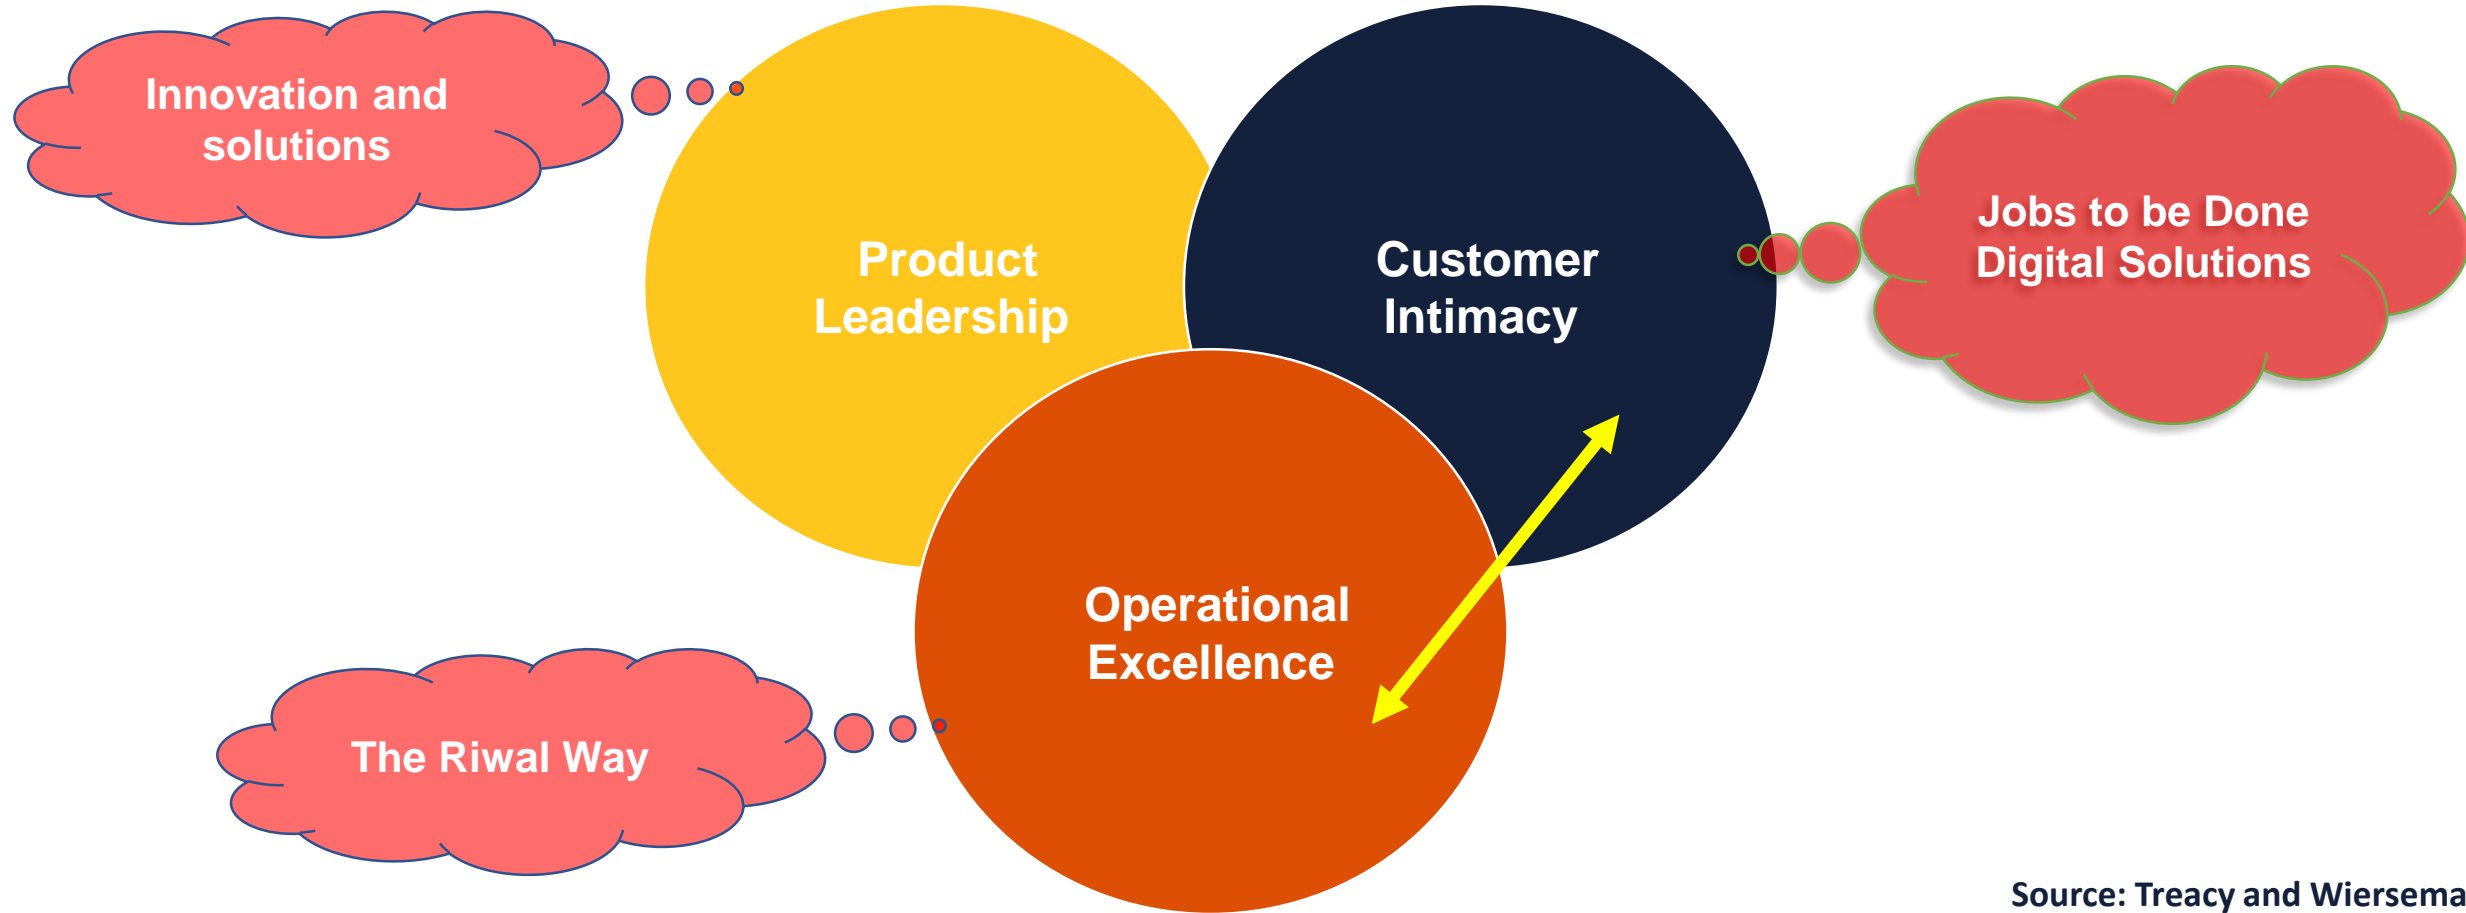 Innovation and
solutions
Product
Leadership
Customer
Intimacy
Jobs to be Done
Digital Solutions
Operational
Excellence
The Riwal Way
Source: Treacy and Wiersema